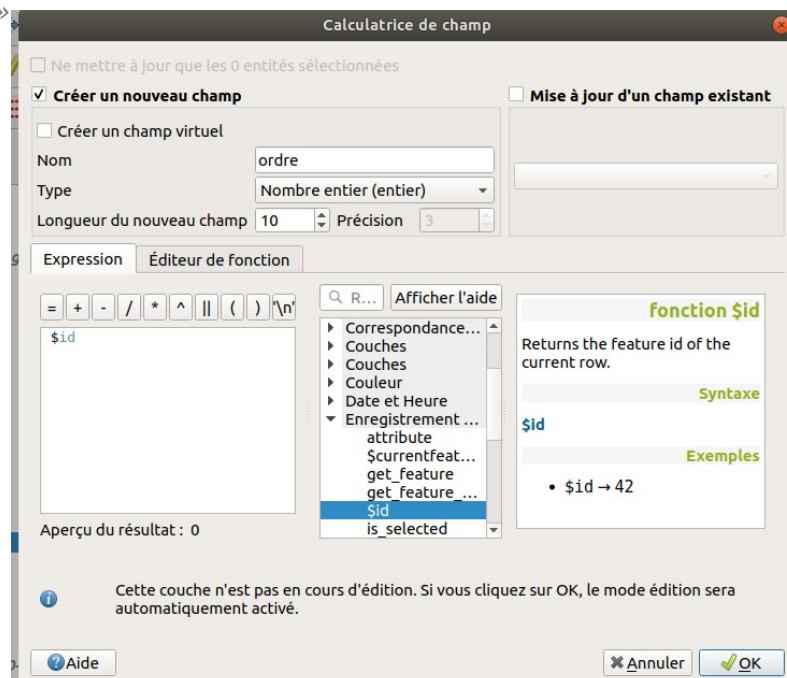 Calculatrice de champ
Ne mettre à jour que les 0 entités sélectionnées
Créer un nouveau champ
Mise à jour d'un champ existant
Créer un champ virtuel
Nom ordre
Type Nombre entier (entier)
Longueur du nouveau champ 10 Précision 3
Expression Éditeur de fonction
= + - / * ^ || ( ) '\n'
$id
Aperçu du résultat : 0
R... Afficher l'aide
Correspondance...
Couches
Couches
Couleur
Date et Heure
Enregistrement ...
attribute
$currentfeat...
get_feature
get_feature_...
$id
is_selected
fonction $id
Returns the feature id of the
current row.
Syntaxe
$id
Exemples
• $id → 42
Cette couche n'est pas en cours d'édition. Si vous cliquez sur OK, le mode édition sera
automatiquement activé.
Aide
Annuler
OK